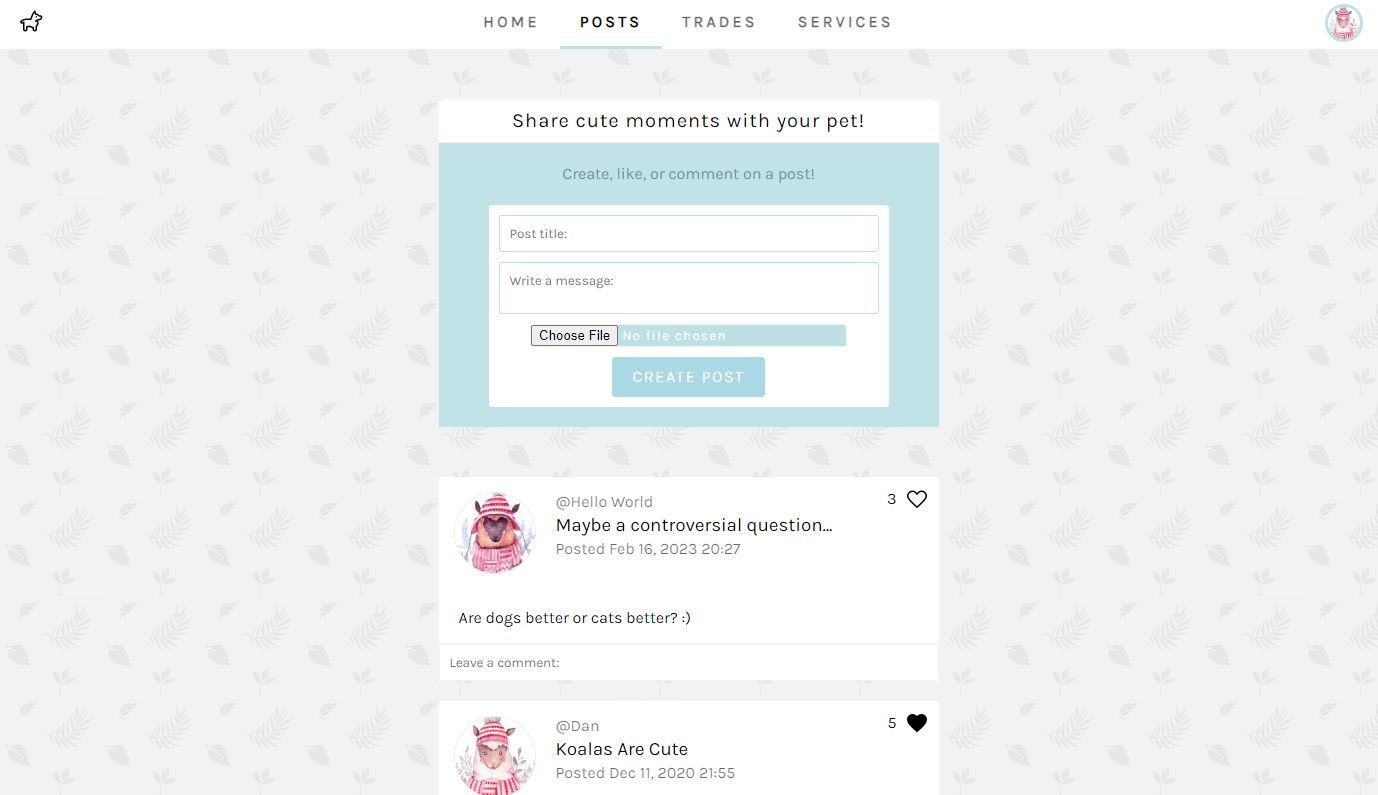 HOME POSTS TRADES SERVICES
Share cute moments with your pet!
Create, like, or comment on a post!
Post title:
Write a message:
Choose File No file chosen
CREATE POST
@Hello World
3
Maybe a controversial question...
Posted Feb 16, 2023 20:27
Are dogs better or cats better? :)
Leave a comment:
@Dan
5
Koalas Are Cute
Posted Dec 11, 2020 21:55